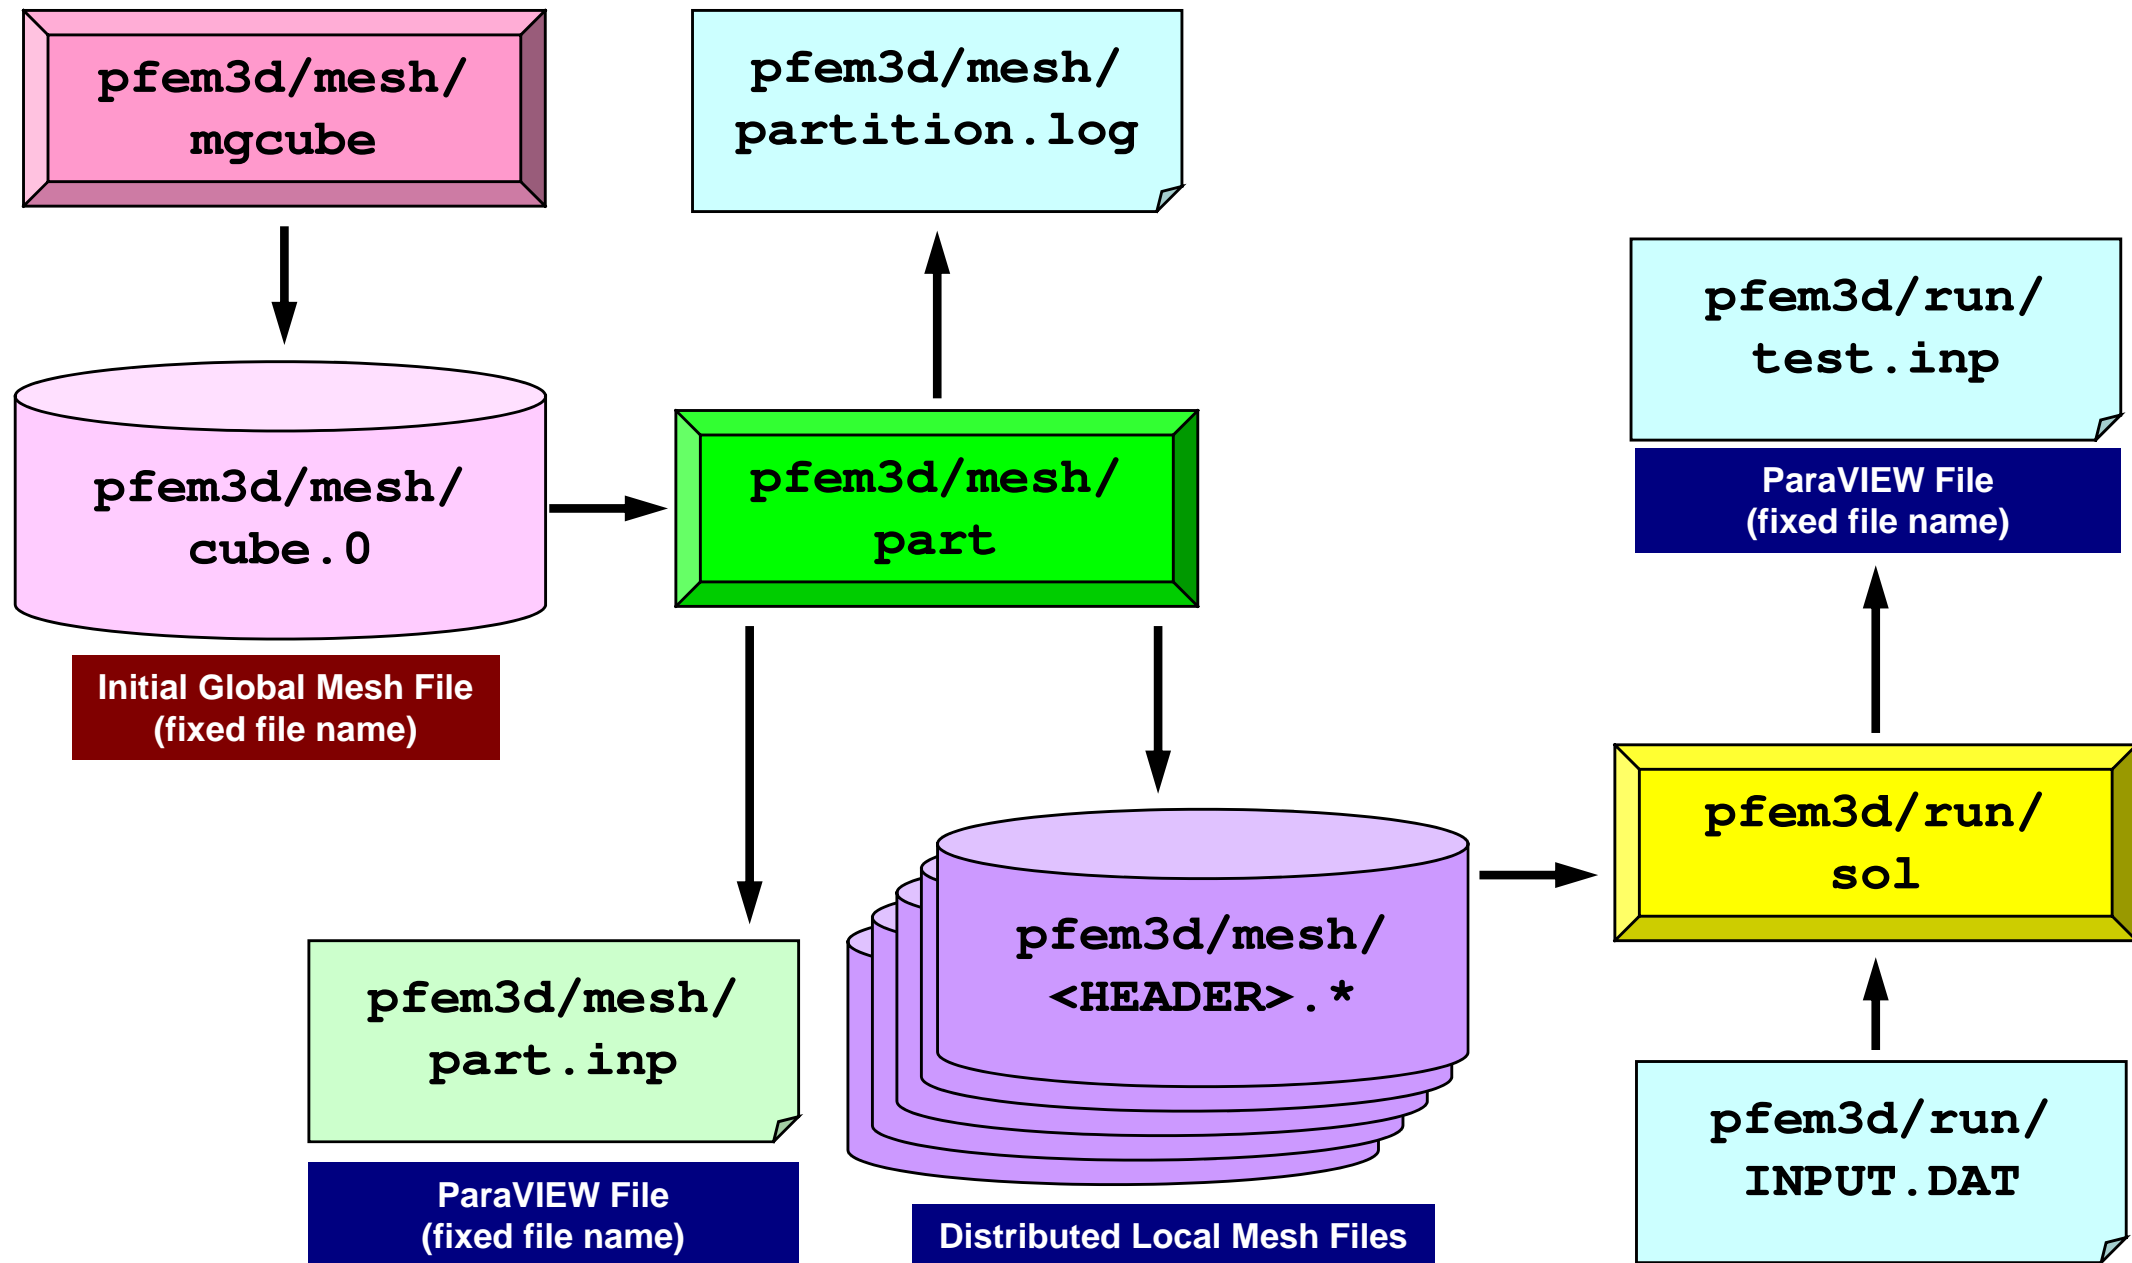 pfem3d/mesh/
mgcube
pfem3d/mesh/
partition.log
pfem3d/run/
test.inp
ParaVIEW File
(fixed file name)
pfem3d/mesh/
cube.0
Initial Global Mesh File
(fixed file name)
pfem3d/mesh/
part
pfem3d/run/
sol
pfem3d/mesh/
part.inp
ParaVIEW File
(fixed file name)
pfem3d/mesh/
<HEADER>.*
Distributed Local Mesh Files
pfem3d/run/
INPUT.DAT